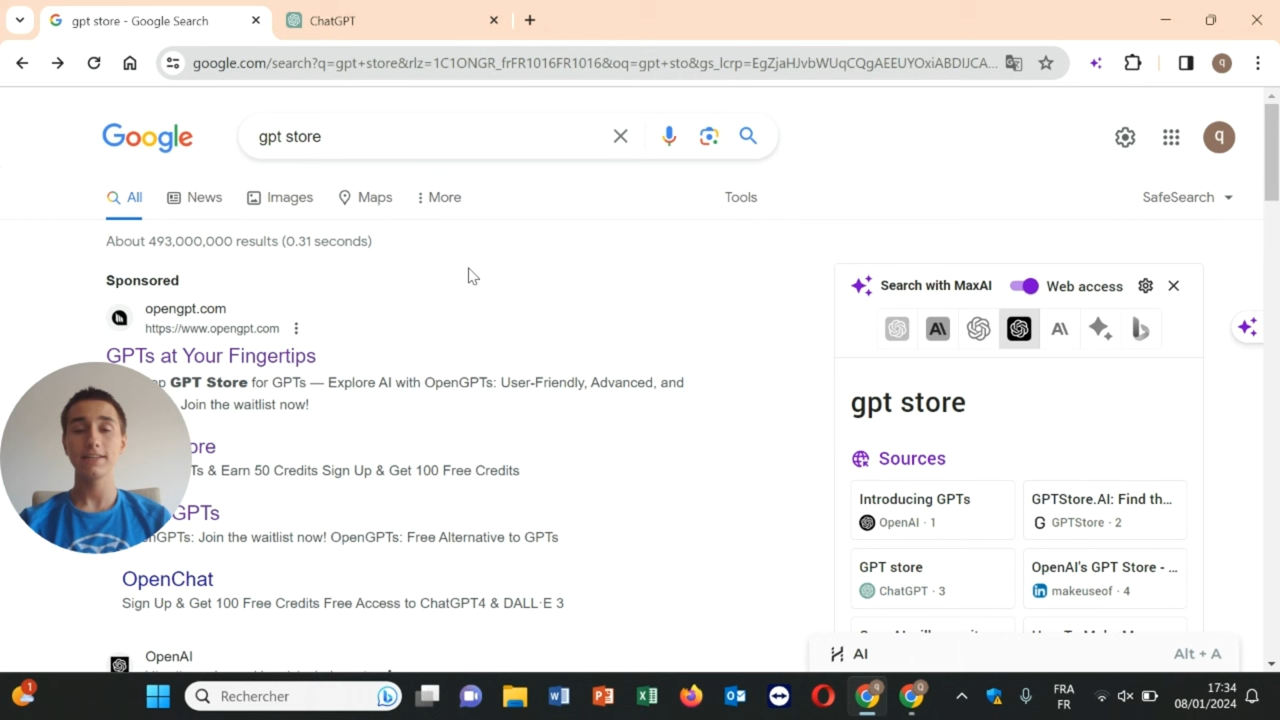 gpt store - Google Search
ChatGPT
google.com/search?q=gpt+store&rlz=1C1ONGR_frFR1016FR1016&oq=gpt+sto&gs_lcrp=EgZjaHJvbWUqCQgAEEUYOxiABDIJCA...
q
Google
gpt store
q
All
News
Images
Maps
More
Tools
SafeSearch
About 493,000,000 results (0.31 seconds)
Sponsored
opengpt.com
https://www.opengpt.com
GPTs at Your Fingertips
GPT Store for GPTs — Explore AI with OpenGPTs: User-Friendly, Advanced, and
Join the waitlist now!
& Earn 50 Credits Sign Up & Get 100 Free Credits
GPTs
Join the waitlist now! OpenGPTs: Free Alternative to GPTs
OpenChat
Sign Up & Get 100 Free Credits Free Access to ChatGPT4 & DALL·E 3
OpenAI
Search with MaxAI
Web access
gpt store
Sources
Introducing GPTs
OpenAI · 1
GPTStore.AI: Find th...
GPTStore · 2
GPT store
ChatGPT · 3
OpenAI's GPT Store - ...
makeuseof · 4
AI
Alt + A
1
Rechercher
FRA
FR
17:34
08/01/2024